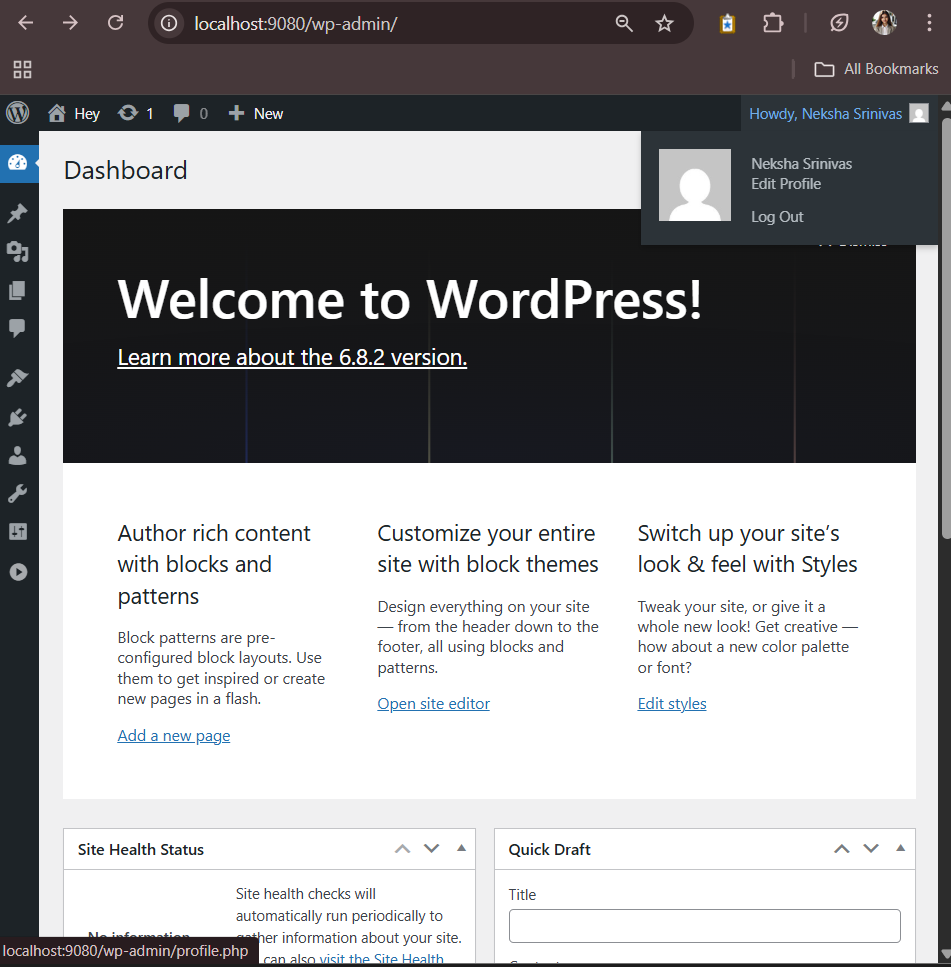 localhost:9080/wp-admin/
All Bookmarks
Hey 1 0 New
Howdy, Neksha Srinivas
Neksha Srinivas
Edit Profile
Log Out
Dashboard
Welcome to WordPress!
Learn more about the 6.8.2 version.
Author rich content
with blocks and
patterns
Block patterns are pre-
configured block layouts. Use
them to get inspired or create
new pages in a flash.
Add a new page
Customize your entire
site with block themes
Design everything on your site
— from the header down to the
footer, all using blocks and
patterns.
Open site editor
Switch up your site’s
look & feel with Styles
Tweak your site, or give it a
whole new look! Get creative —
how about a new color palette
or font?
Edit styles
Site Health Status
Site health checks will
automatically run periodically to
gather information about your site.
can also visit the Site Health
No information
Quick Draft
Title
localhost:9080/wp-admin/profile.php